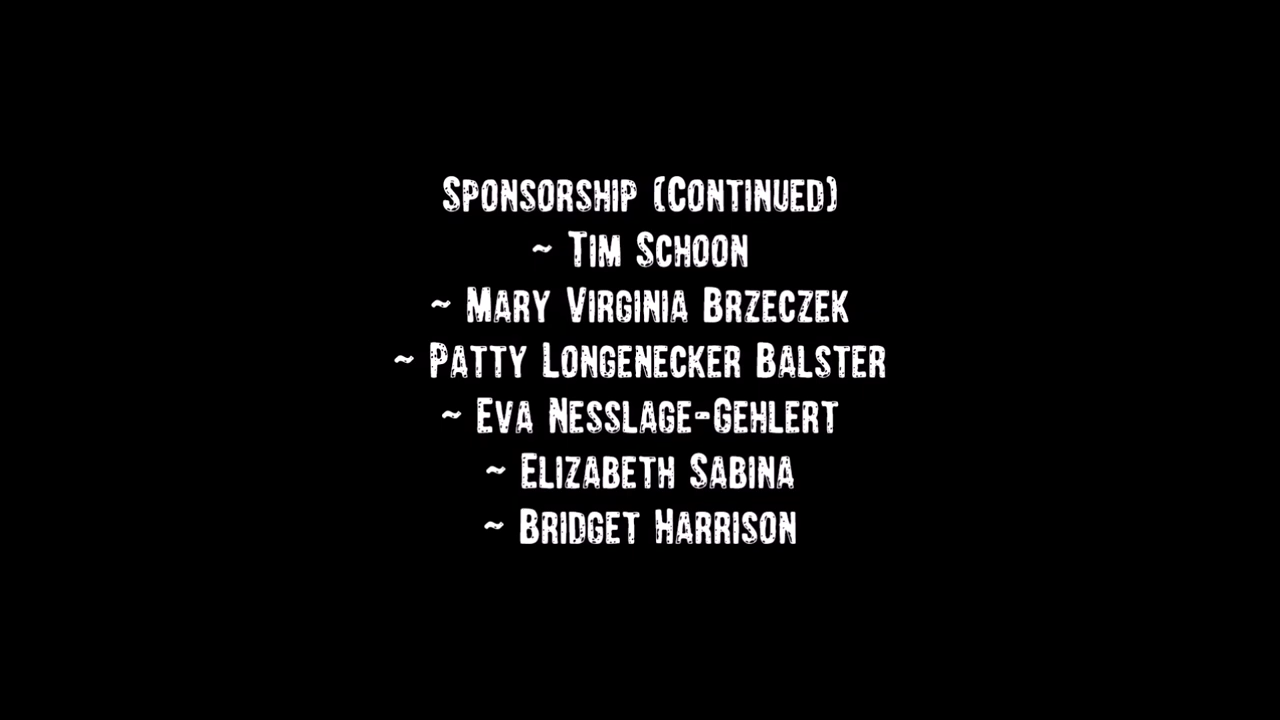 Sponsorship (Continued)
~ Tim Schoon
~ Mary Virginia Brzeczek
~ Patty Longenecker Balster
~ Eva Nesslage-Gehlert
~ Elizabeth Sabina
~ Bridget Harrison